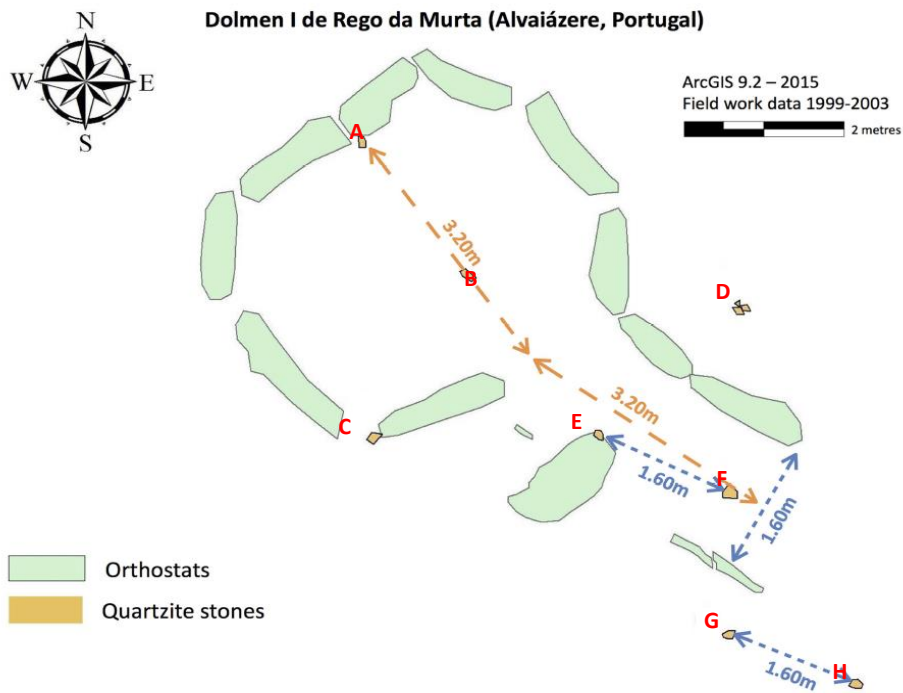 Dolmen I de Rego da Murta (Alvaiázere, Portugal)
N
W
E
S
ArcGIS 9.2 – 2015
Field work data 1999-2003
2 metres
A
3.20m
B
D
C
E
3.20m
F
1.60m
1.60m
Orthostats
Quartzite stones
G
H
1.60m